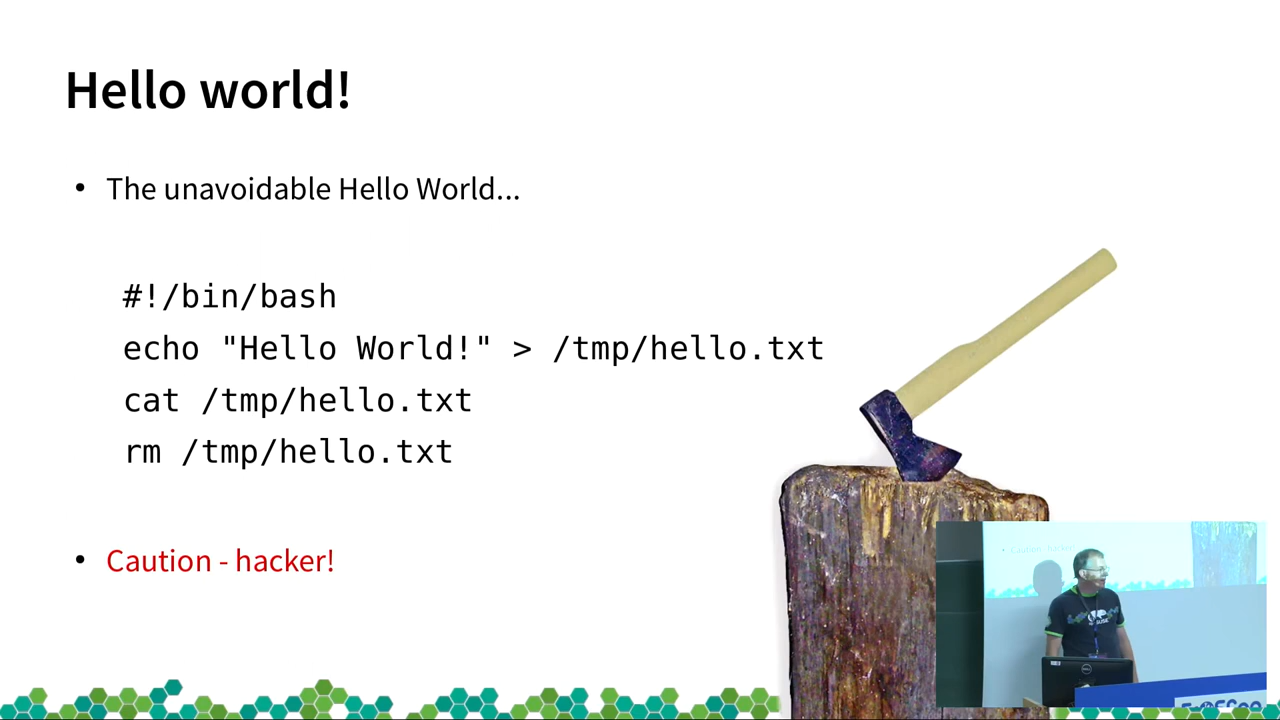 Hello world!
• The unavoidable Hello World...
#!/bin/bash
echo "Hello World!" > /tmp/hello.txt
cat /tmp/hello.txt
rm /tmp/hello.txt
• Caution - hacker!